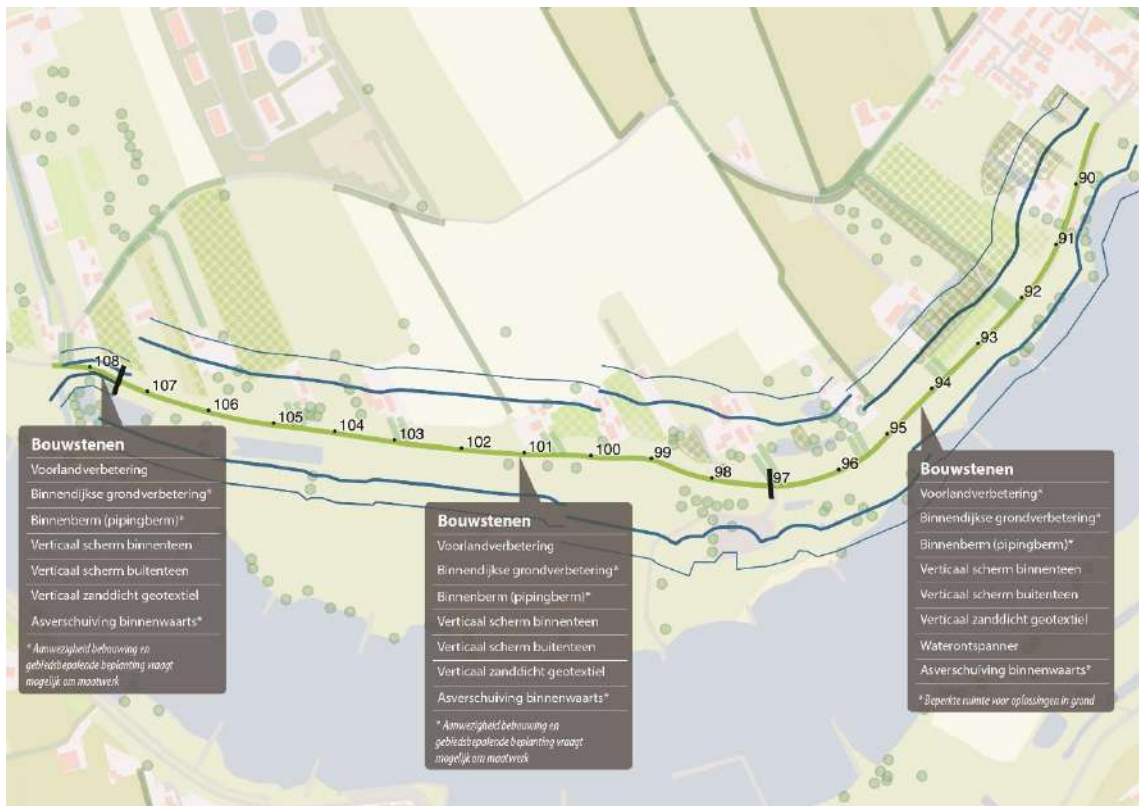 90
91
92
93
94
95
96
97
98
99
100
101
102
103
104
105
106
107
108
Bouwstenen
Voorlandverbetering
Binnendijkse grondverbetering*
Binnenberm (pipingberm)*
Verticaal scherm binnenteen
Verticaal scherm buitenteen
Verticaal zanddicht geotextiel
Asverschuiving binnenwaarts*
* Aanwezigheid bebouwing en
gebiedsbepalende beplanting vraagt
mogelijk om maatwerk
Bouwstenen
Voorlandverbetering
Binnendijkse grondverbetering*
Binnenberm (pipingberm)*
Verticaal scherm binnenteen
Verticaal scherm buitenteen
Verticaal zanddicht geotextiel
Asverschuiving binnenwaarts*
* Aanwezigheid bebouwing en
gebiedsbepalende beplanting vraagt
mogelijk om maatwerk
Bouwstenen
Voorlandverbetering*
Binnendijkse grondverbetering*
Binnenberm (pipingberm)*
Verticaal scherm binnenteen
Verticaal scherm buitenteen
Verticaal zanddicht geotextiel
Waterontspanner
Asverschuiving binnenwaarts*
* Beperkte ruimte voor oplossingen in grond